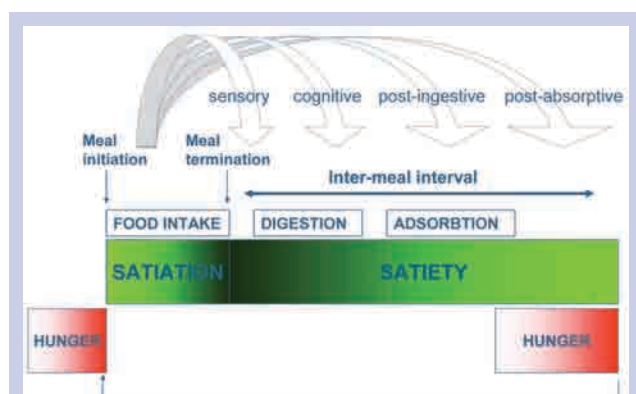 sensory cognitive post-ingestive post-absorptive
Meal
initiation
Meal
termination
Inter-meal interval
FOOD INTAKE DIGESTION ADSORBTION
SATIATION SATIETY
HUNGER HUNGER